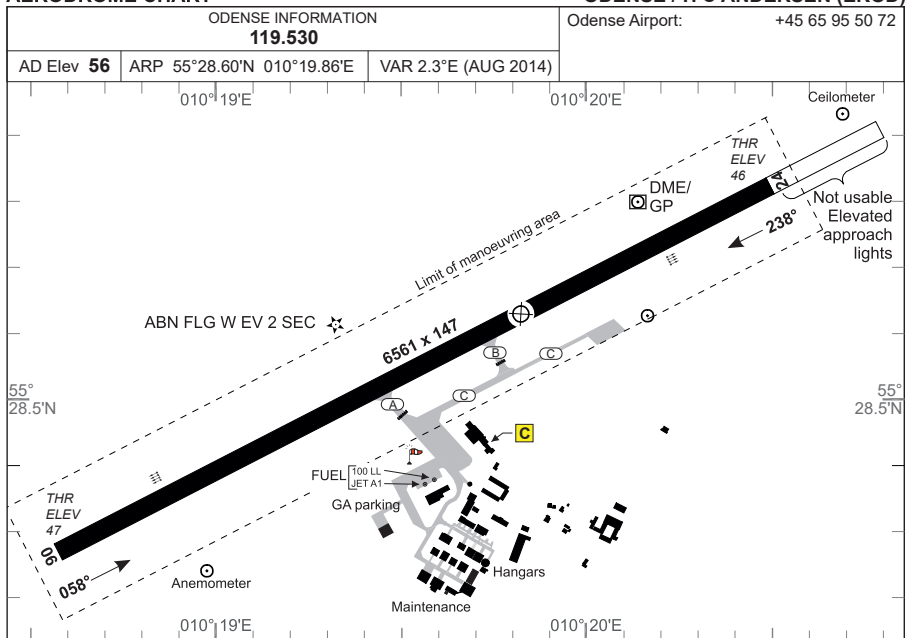 AERODROME CHART
ODENSE / H C ANDERSEN (EKOD)
ODENSE INFORMATION
119.530
Odense Airport: +45 65 95 50 72
AD Elev 56
ARP 55°28.60'N 010°19.86'E
VAR 2.3°E (AUG 2014)
010° 19'E
010° 20'E
Ceilometer
THR
ELEV
46
24
DME/
GP
Not usable
Elevated
approach
lights
238°
Limit of manoeuvring area
ABN FLG W EV 2 SEC
6561 x 147
B
C
C
55°
28.5'N
55°
28.5'N
A
C
FUEL
100 LL
JET A1
GA parking
THR
ELEV
47
06
058°
Anemometer
Hangars
Maintenance
010° 19'E
010° 20'E